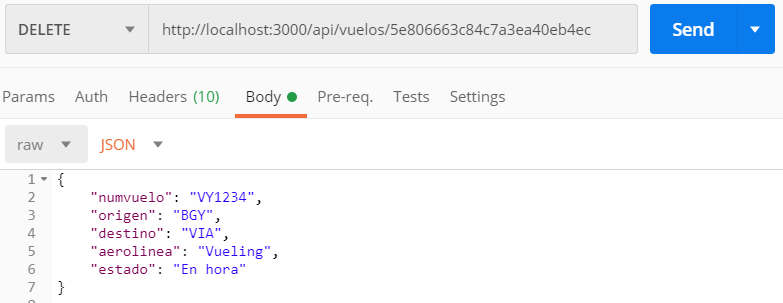 DELETE http://localhost:3000/api/vuelos/5e806663c84c7a3ea40eb4ec Send
Params Auth Headers (10) Body Pre-req. Tests Settings
raw JSON
1 {
2 "numvuelo": "VY1234",
3 "origen": "BGY",
4 "destino": "VIA",
5 "aerolinea": "Vueling",
6 "estado": "En hora"
7 }